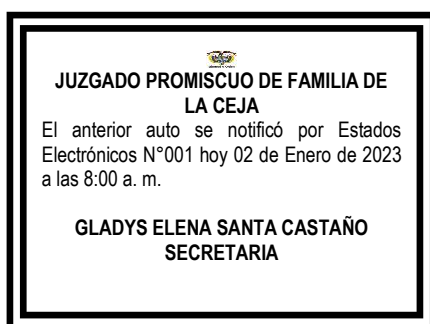 JUZGADO PROMISCUO DE FAMILIA DE
LA CEJA
El anterior auto se notificó por Estados
Electrónicos N°001 hoy 02 de Enero de 2023
a las 8:00 a. m.
GLADYS ELENA SANTA CASTAÑO
SECRETARIA